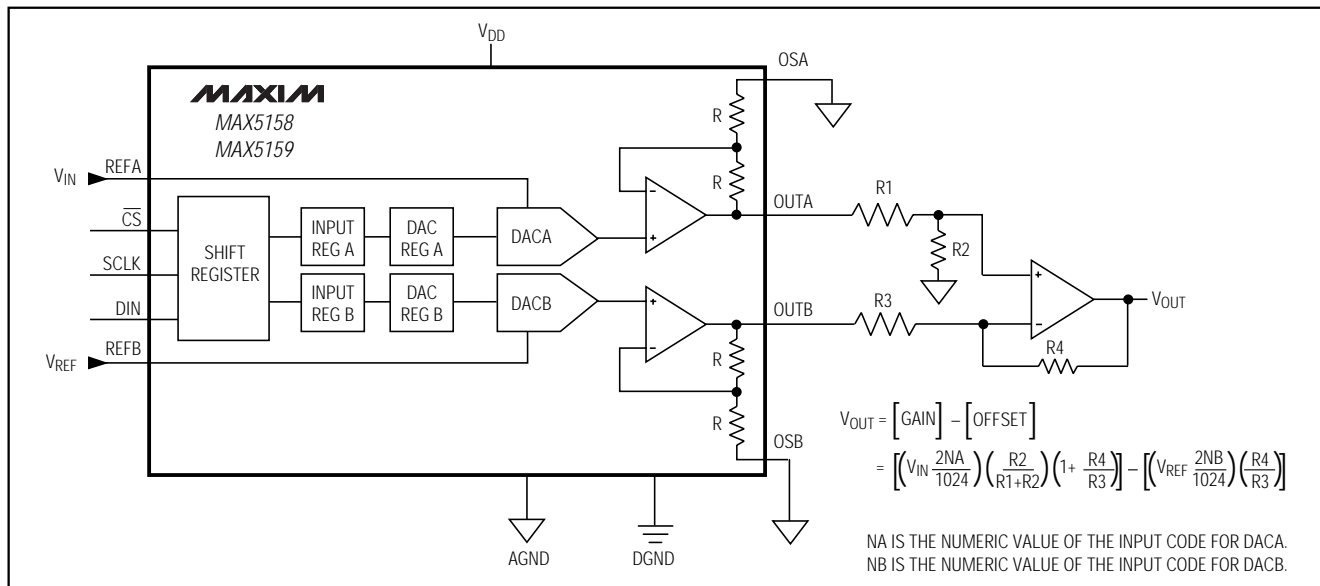 VDD
OSA
MAXIM
MAX5158
MAX5159
R
R
VIN
REFA
CS
SCLK
DIN
VREF
REFB
SHIFT
REGISTER
INPUT
REG A
DAC
REG A
DACA
INPUT
REG B
DAC
REG B
DACB
-
+
+
-
OUTA
OUTB
R
R
OSB
R1
R2
R3
R4
+
-
VOUT
AGND
DGND
VOUT = [GAIN] – [OFFSET]
= [(VIN 2NA/1024)(R2/R1+R2)(1+ R4/R3)] – [(VREF 2NB/1024)(R4/R3)]
NA IS THE NUMERIC VALUE OF THE INPUT CODE FOR DACA.
NB IS THE NUMERIC VALUE OF THE INPUT CODE FOR DACB.